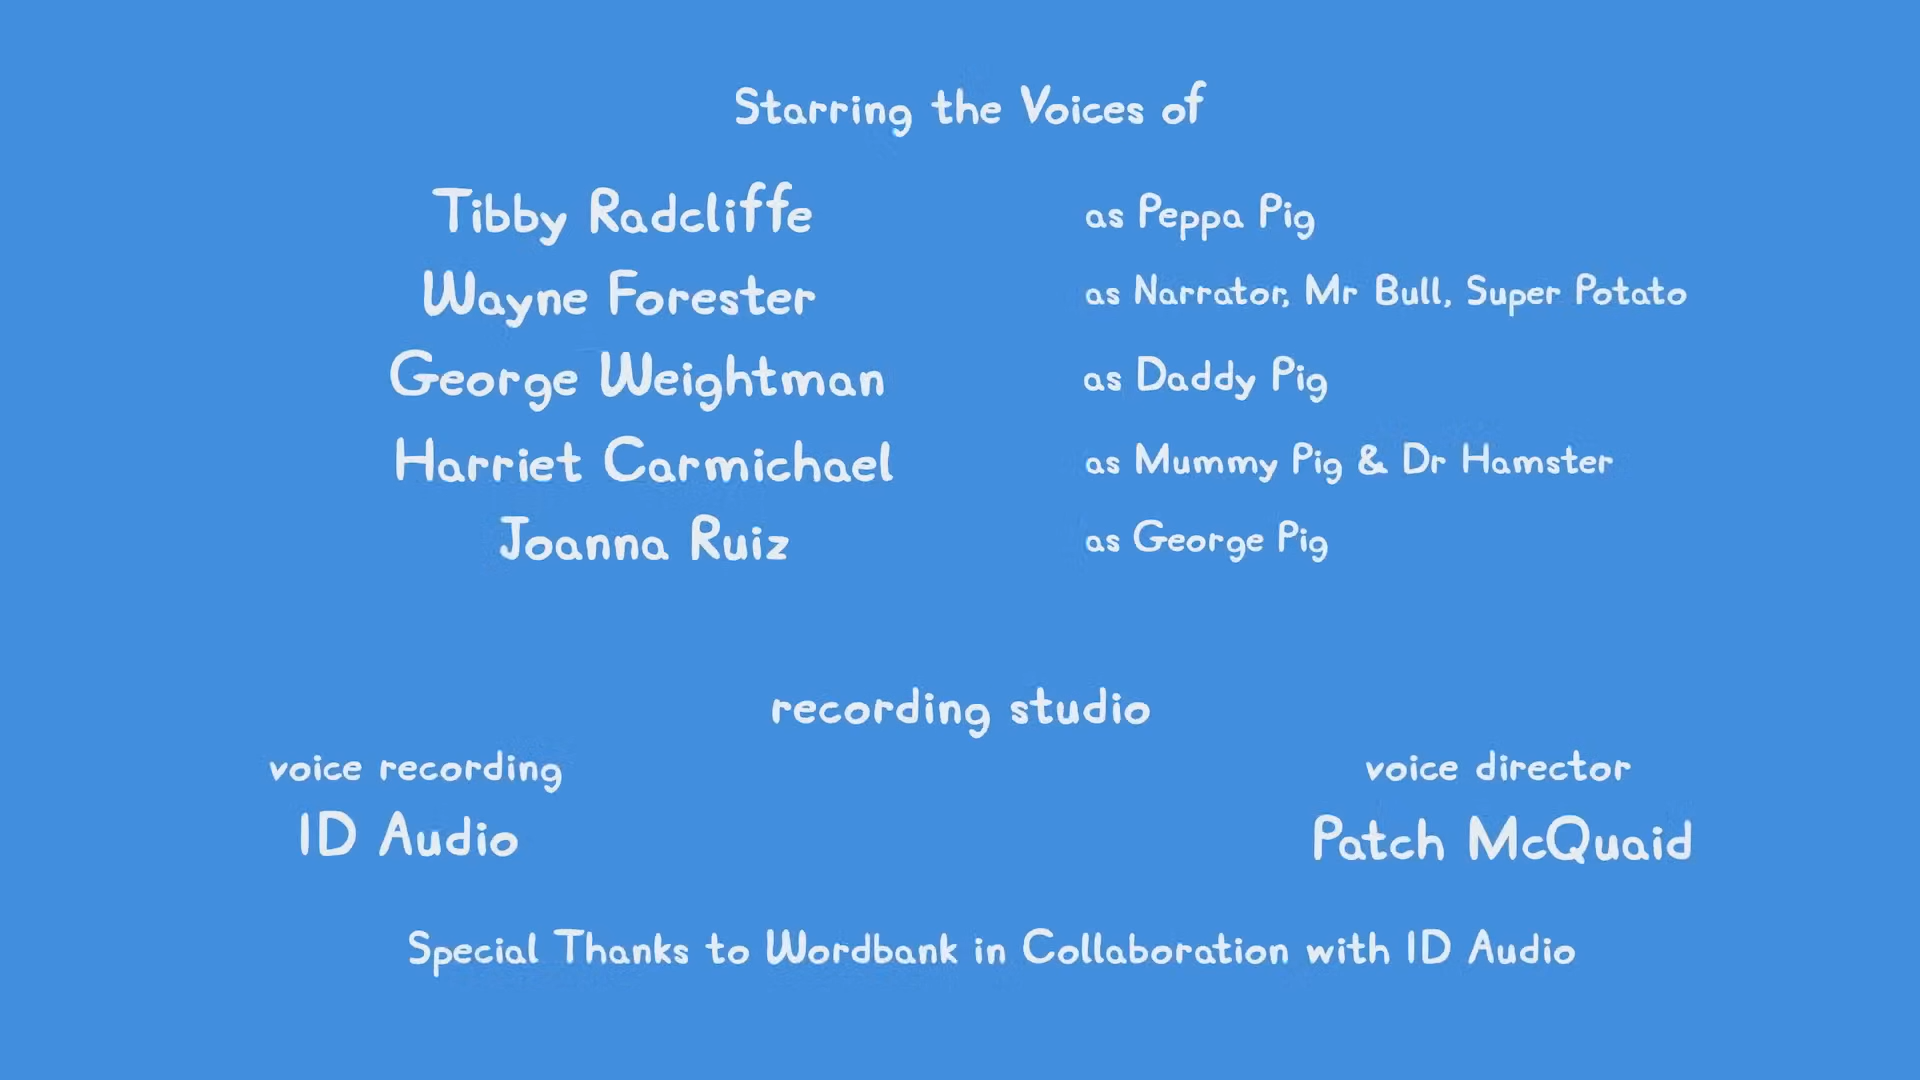 Starring the Voices of
Tibby Radcliffe as Peppa Pig
Wayne Forester as Narrator, Mr Bull, Super Potato
George Weightman as Daddy Pig
Harriet Carmichael as Mummy Pig & Dr Hamster
Joanna Ruiz as George Pig
recording studio
voice recording voice director
ID Audio Patch McQuaid
Special Thanks to Wordbank in Collaboration with ID Audio